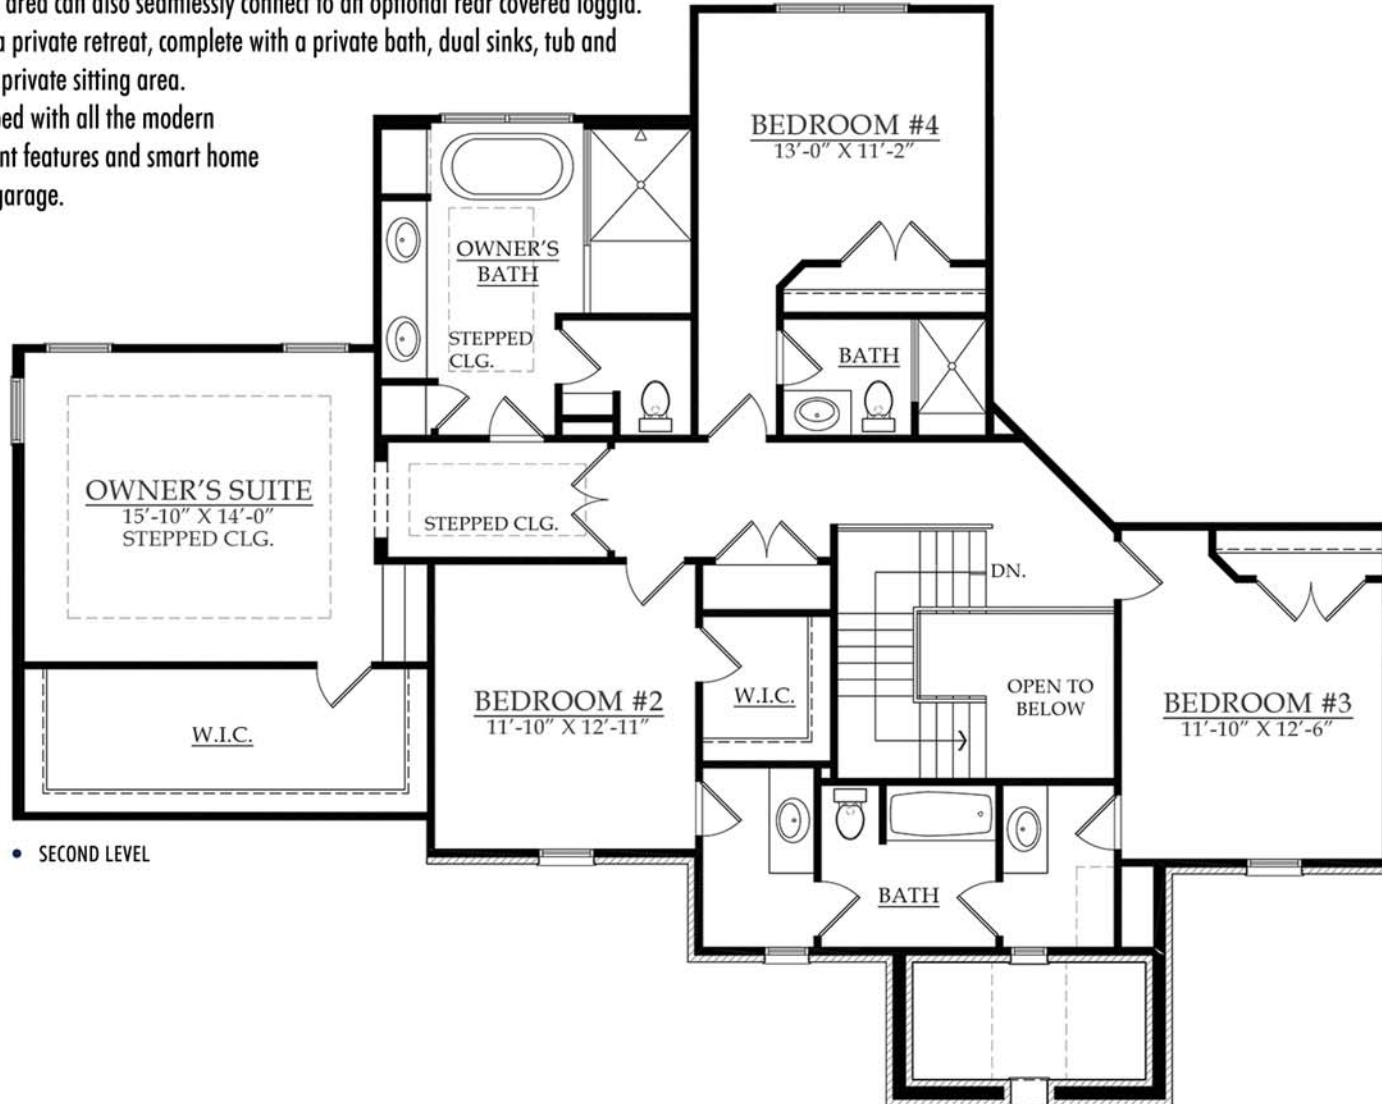 area can also seamlessly connect to an optional rear covered loggia.
a private retreat, complete with a private bath, dual sinks, tub and
private sitting area.
with all the modern
features and smart home
garage.
BEDROOM #4
13'-0" X 11'-2"
OWNER'S
BATH
STEPPED
CLG.
BATH
OWNER'S SUITE
15'-10" X 14'-0"
STEPPED CLG.
STEPPED CLG.
DN.
OPEN TO
BELOW
BEDROOM #2
11'-10" X 12'-11"
W.I.C.
BEDROOM #3
11'-10" X 12'-6"
W.I.C.
• SECOND LEVEL
BATH